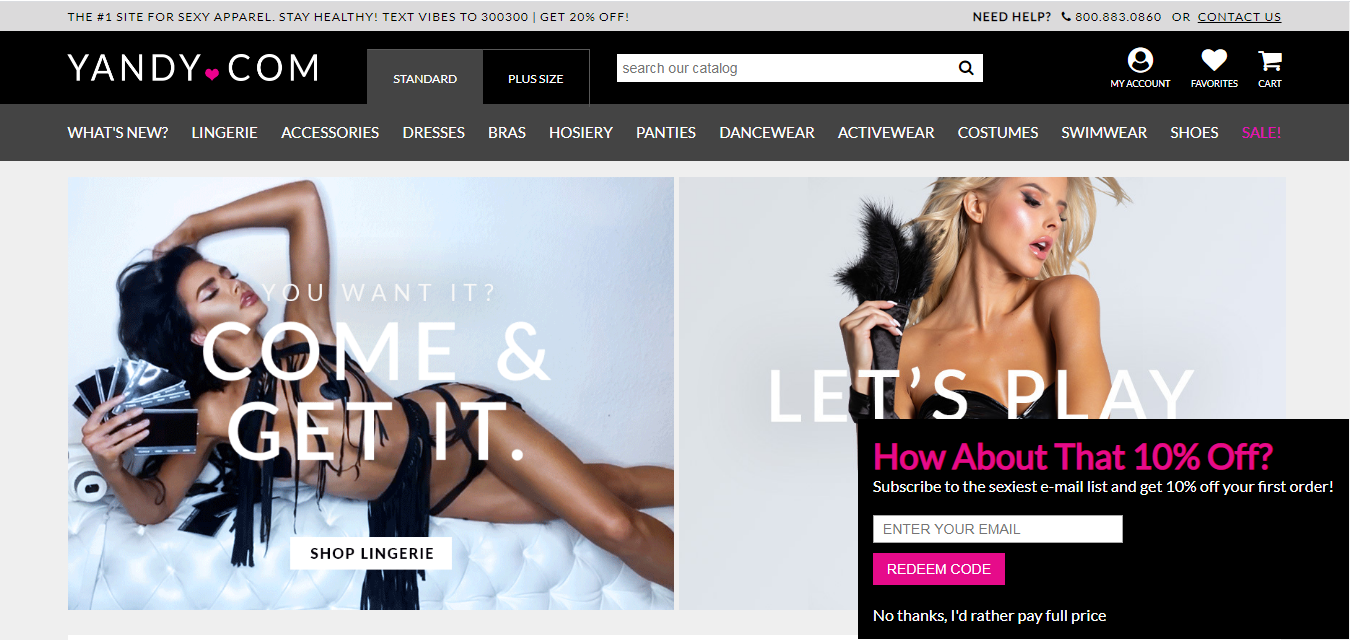 THE #1 SITE FOR SEXY APPAREL. STAY HEALTHY! TEXT VIBES TO 300300 | GET 20% OFF!
NEED HELP? 800.883.0860 OR CONTACT US
YANDY COM
STANDARD
PLUS SIZE
search our catalog
MY ACCOUNT
FAVORITES
CART
WHAT'S NEW? LINGERIE ACCESSORIES DRESSES BRAS HOSIERY PANTIES DANCEWEAR ACTIVEWEAR COSTUMES SWIMWEAR SHOES SALE!
YOU WANT IT?
COME &
GET IT.
SHOP LINGERIE
LET'S PLAY
How About That 10% Off?
Subscribe to the sexiest e-mail list and get 10% off your first order!
ENTER YOUR EMAIL
REDEEM CODE
No thanks, I'd rather pay full price